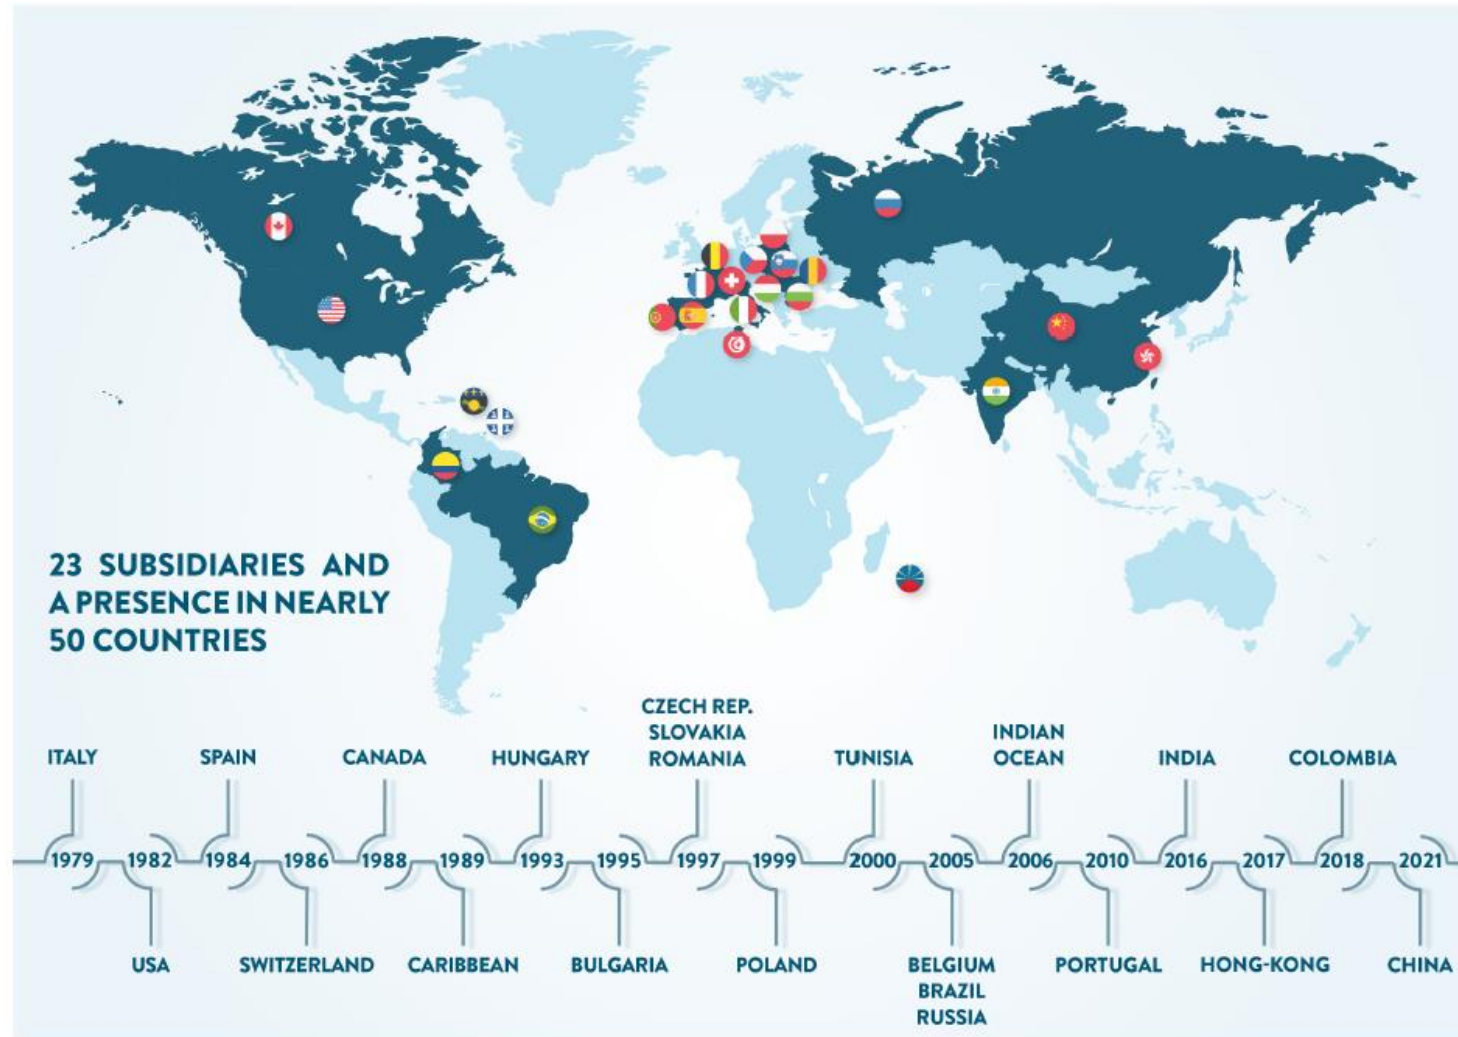 23 SUBSIDIARIES AND
A PRESENCE IN NEARLY
50 COUNTRIES
CZECH REP.
SLOVAKIA
ROMANIA
INDIAN
OCEAN
ITALY SPAIN CANADA HUNGARY TUNISIA INDIA COLOMBIA
1979 1982 1984 1986 1988 1989 1993 1995 1997 1999 2000 2005 2006 2010 2016 2017 2018 2021
USA SWITZERLAND CARIBBEAN BULGARIA POLAND BELGIUM PORTUGAL HONG-KONG CHINA
BRAZIL
RUSSIA